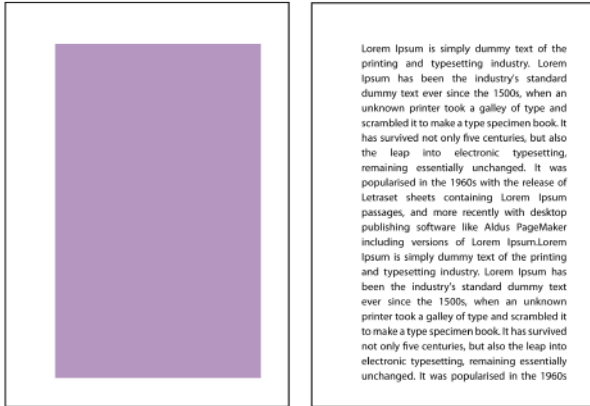 Lorem Ipsum is simply dummy text of the
printing and typesetting industry. Lorem
Ipsum has been the industry's standard
dummy text ever since the 1500s, when an
unknown printer took a galley of type and
scrambled it to make a type specimen book. It
has survived not only five centuries, but also
the leap into electronic typesetting,
remaining essentially unchanged. It was
popularised in the 1960s with the release of
Letraset sheets containing Lorem Ipsum
passages, and more recently with desktop
publishing software like Aldus PageMaker
including versions of Lorem Ipsum.Lorem
Ipsum is simply dummy text of the printing
and typesetting industry. Lorem Ipsum has
been the industry's standard dummy text
ever since the 1500s, when an unknown
printer took a galley of type and scrambled it
to make a type specimen book. It has survived
not only five centuries, but also the leap into
electronic typesetting, remaining essentially
unchanged. It was popularised in the 1960s